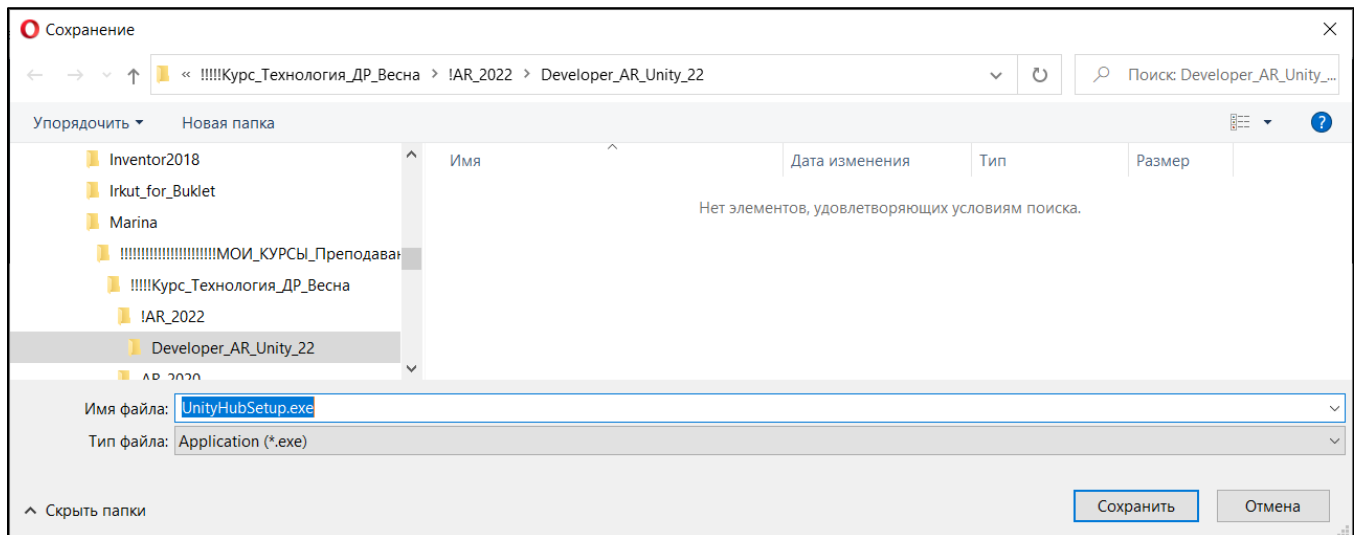 Сохранение
« !!!!!Курс_Технология_ДР_Весна > !AR_2022 > Developer_AR_Unity_22
Поиск: Developer_AR_Unity_...
Упорядочить Новая папка
Имя Дата изменения Тип Размер
Inventor2018
Irkut_for_Buklet
Marina
!!!!!!!!!!!!!!!!!!!!!!!МОИ_КУРСЫ_Преподаван
!!!!!Курс_Технология_ДР_Весна
!AR_2022
Developer_AR_Unity_22
AR_2020
Нет элементов, удовлетворяющих условиям поиска.
Имя файла: UnityHubSetup.exe
Тип файла: Application (*.exe)
Скрыть папки
Сохранить Отмена